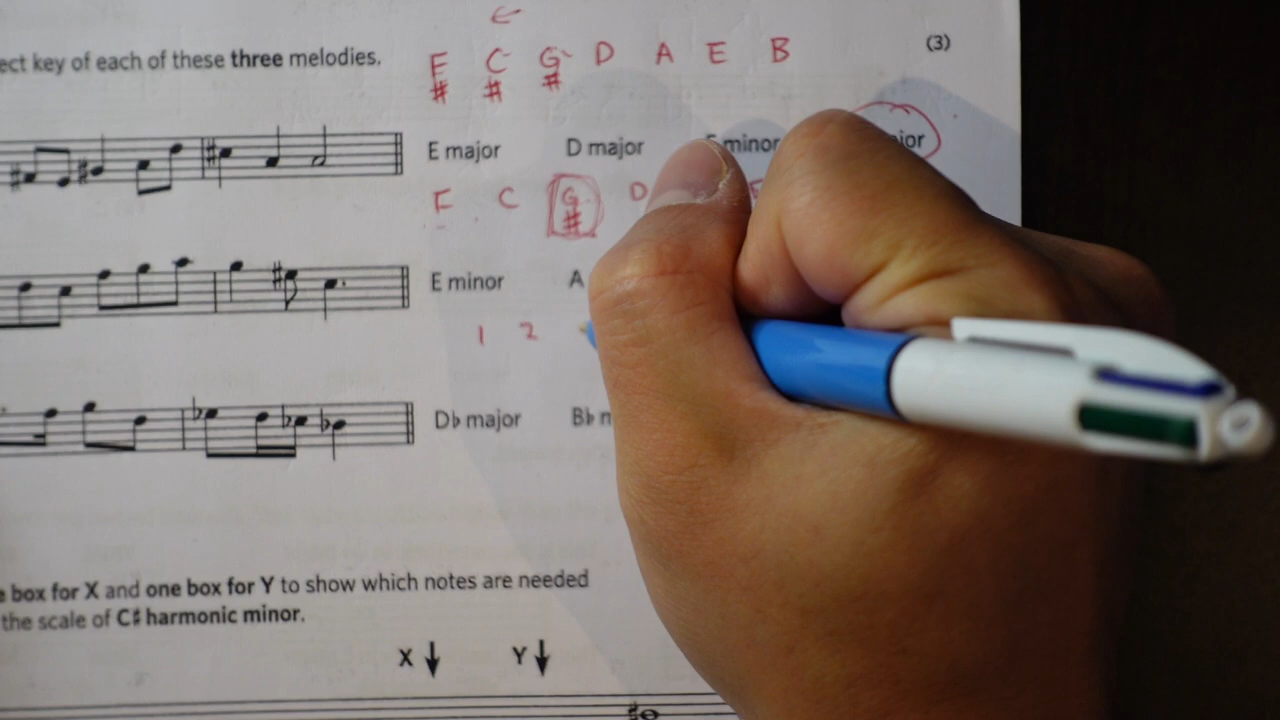 ←
F C G D A E B (3)
# # #
ect key of each of these three melodies.
E major D major minor
F C G D
#
E minor A
1 2
D♭ major B♭
e box for X and one box for Y to show which notes are needed
the scale of C♯ harmonic minor.
X ↓ Y ↓